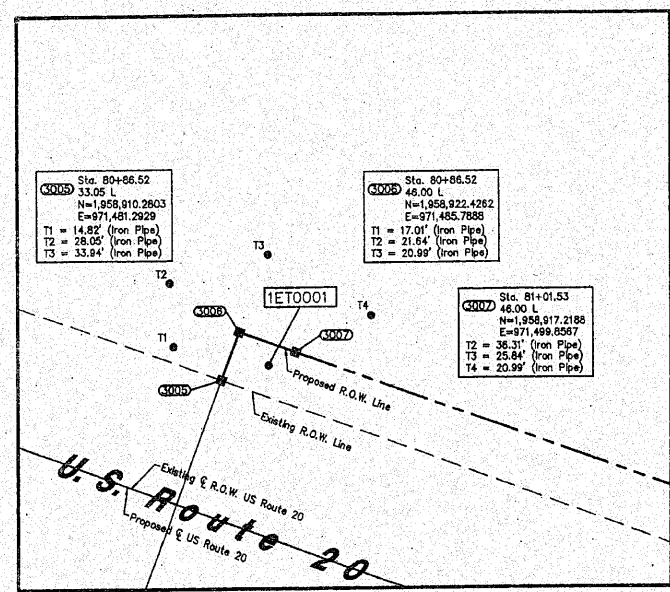 3005
Sta. 80+86.52
33.05 L
N=1,958,910.2803
E=971,481.2929
T1 = 14.82' (Iron Pipe)
T2 = 28.05' (Iron Pipe)
T3 = 33.94' (Iron Pipe)
3006
Sta. 80+86.52
46.00 L
N=1,958,922.4262
E=971,485.7888
T1 = 17.01' (Iron Pipe)
T2 = 21.64' (Iron Pipe)
T3 = 20.99' (Iron Pipe)
3007
Sta. 81+01.53
46.00 L
N=1,958,917.2188
E=971,499.8567
T2 = 36.31' (Iron Pipe)
T3 = 25.84' (Iron Pipe)
T4 = 20.99' (Iron Pipe)
T3
T2
1ET0001
T4
3006
T1
3007
3005
Proposed R.O.W. Line
Existing R.O.W. Line
Existing ℄ R.O.W. US Route 20
Proposed ℄ US Route 20
U.S. Route 20